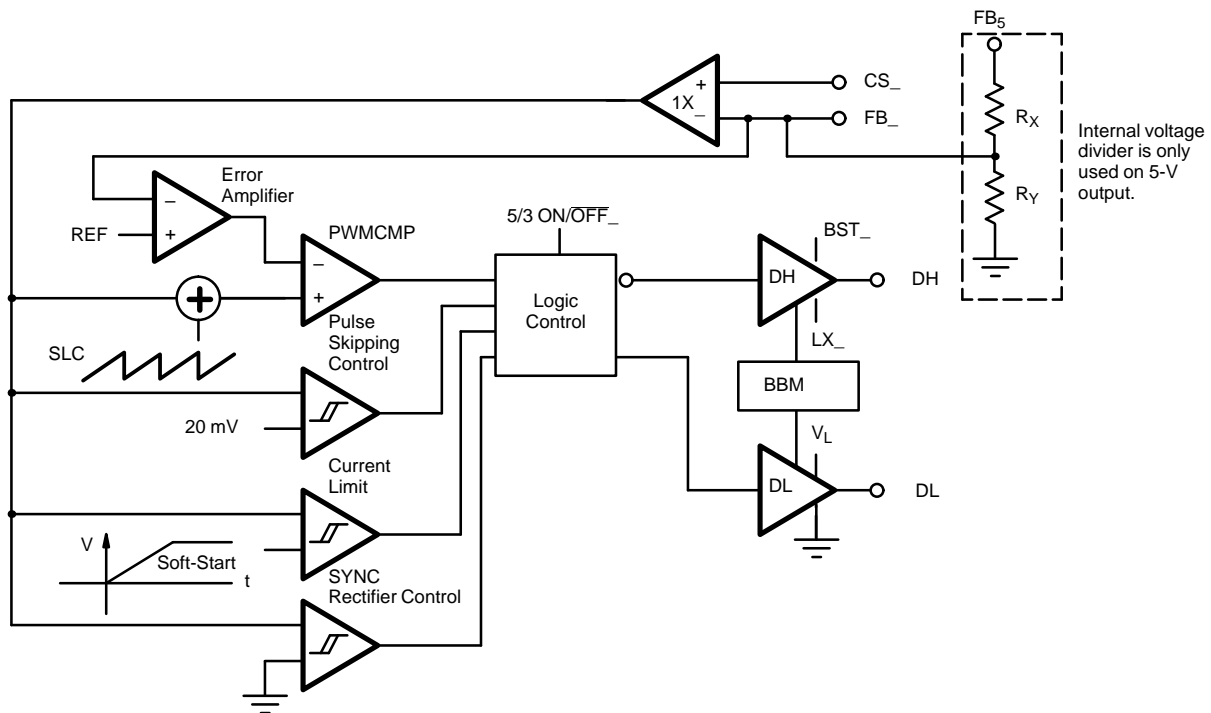 FB5
CS_
1X
+
–
FB_
RX
Internal voltage
divider is only
used on 5-V
output.
RY
Error
Amplifier
–
+
REF
5/3 ON/OFF_
PWMCMP
–
+
BST_
DH
DH
Logic
Control
LX_
Pulse
Skipping
Control
SLC
BBM
20 mV
VL
Current
Limit
DL
DL
V
Soft-Start
t
SYNC
Rectifier Control